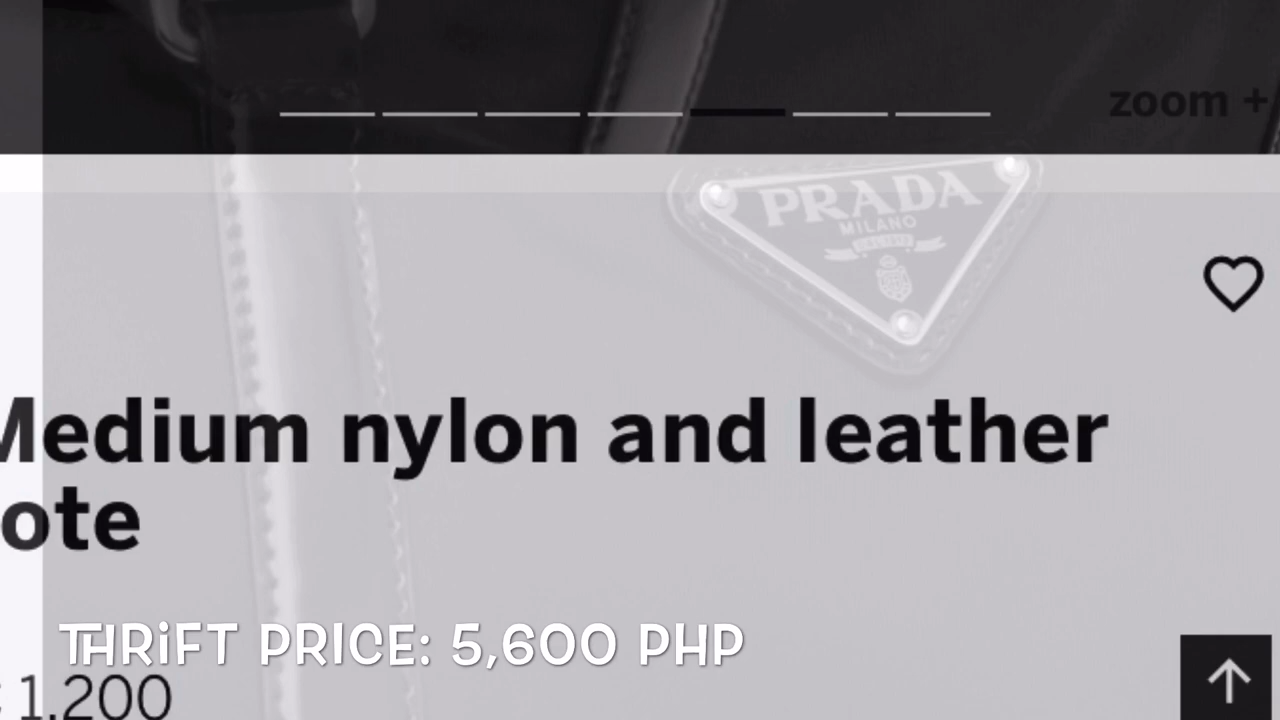 zoom +
PRADA
MILANO
Medium nylon and leather
ote
THRiFT PRICE: 5,600 PHP
1,200